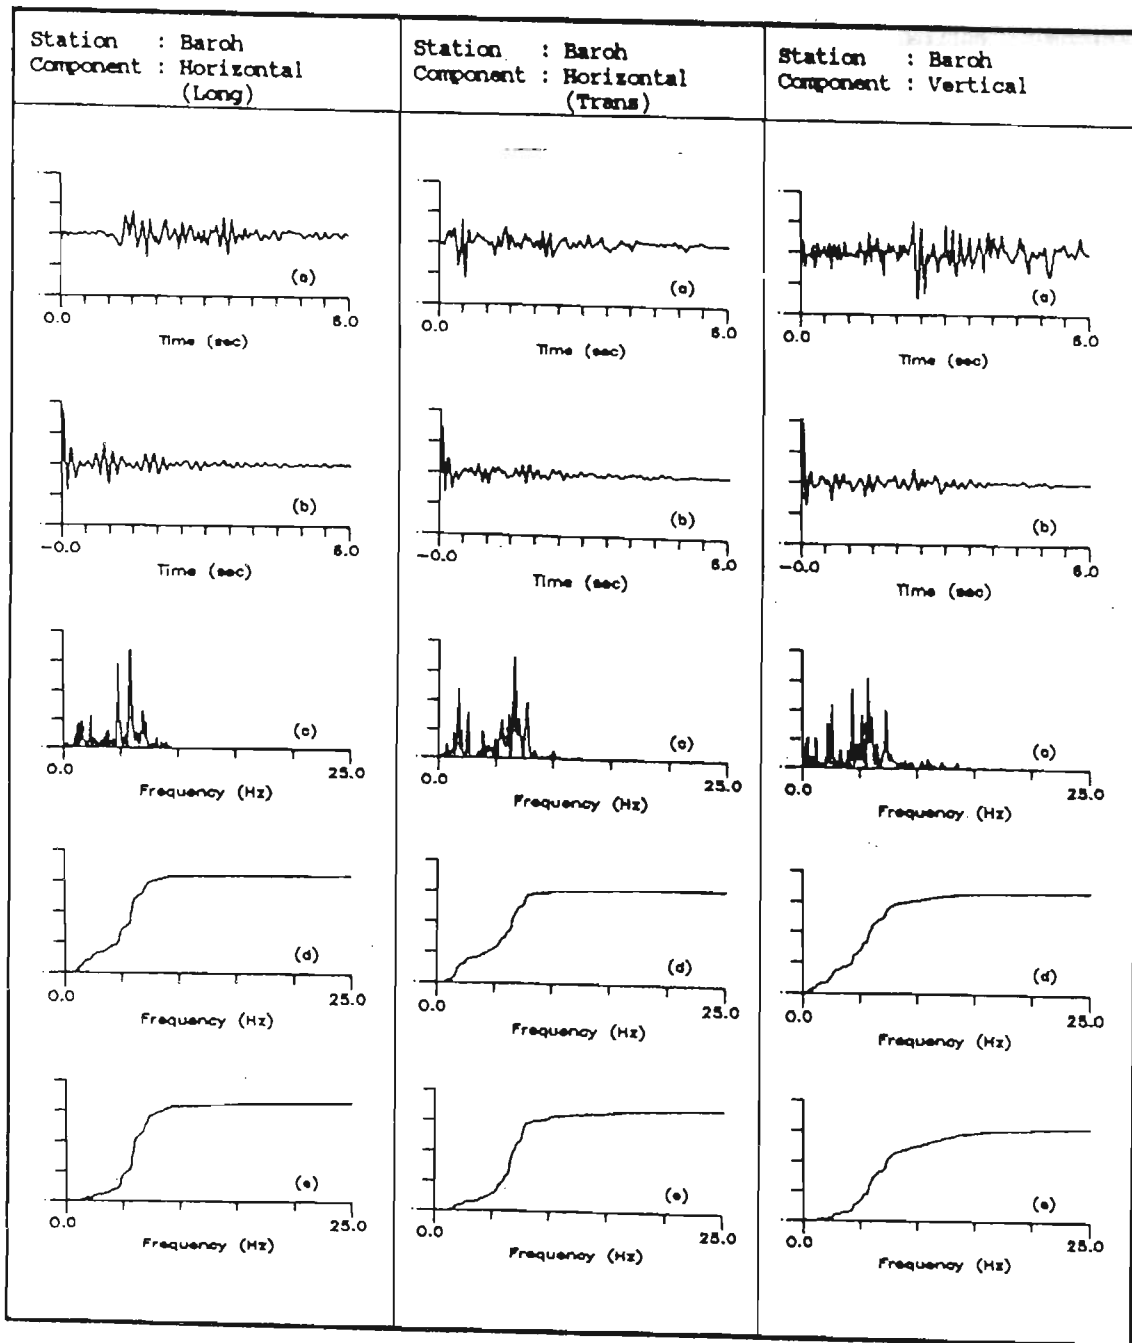 Station : Baroh
Component : Horizontal
(Long)
Station : Baroh
Component : Horizontal
(Trans)
Station : Baroh
Component : Vertical
(a)
0.0 6.0
Time (sec)
(a)
0.0 6.0
Time (sec)
(a)
0.0 6.0
Time (sec)
(b)
-0.0 6.0
Time (sec)
(b)
-0.0 6.0
Time (sec)
(b)
-0.0 6.0
Time (sec)
(c)
0.0 25.0
Frequency (Hz)
(c)
0.0 25.0
Frequency (Hz)
(c)
0.0 25.0
Frequency (Hz)
(d)
0.0 25.0
Frequency (Hz)
(d)
0.0 25.0
Frequency (Hz)
(d)
0.0 25.0
Frequency (Hz)
(e)
0.0 25.0
Frequency (Hz)
(e)
0.0 25.0
Frequency (Hz)
(e)
0.0 25.0
Frequency (Hz)